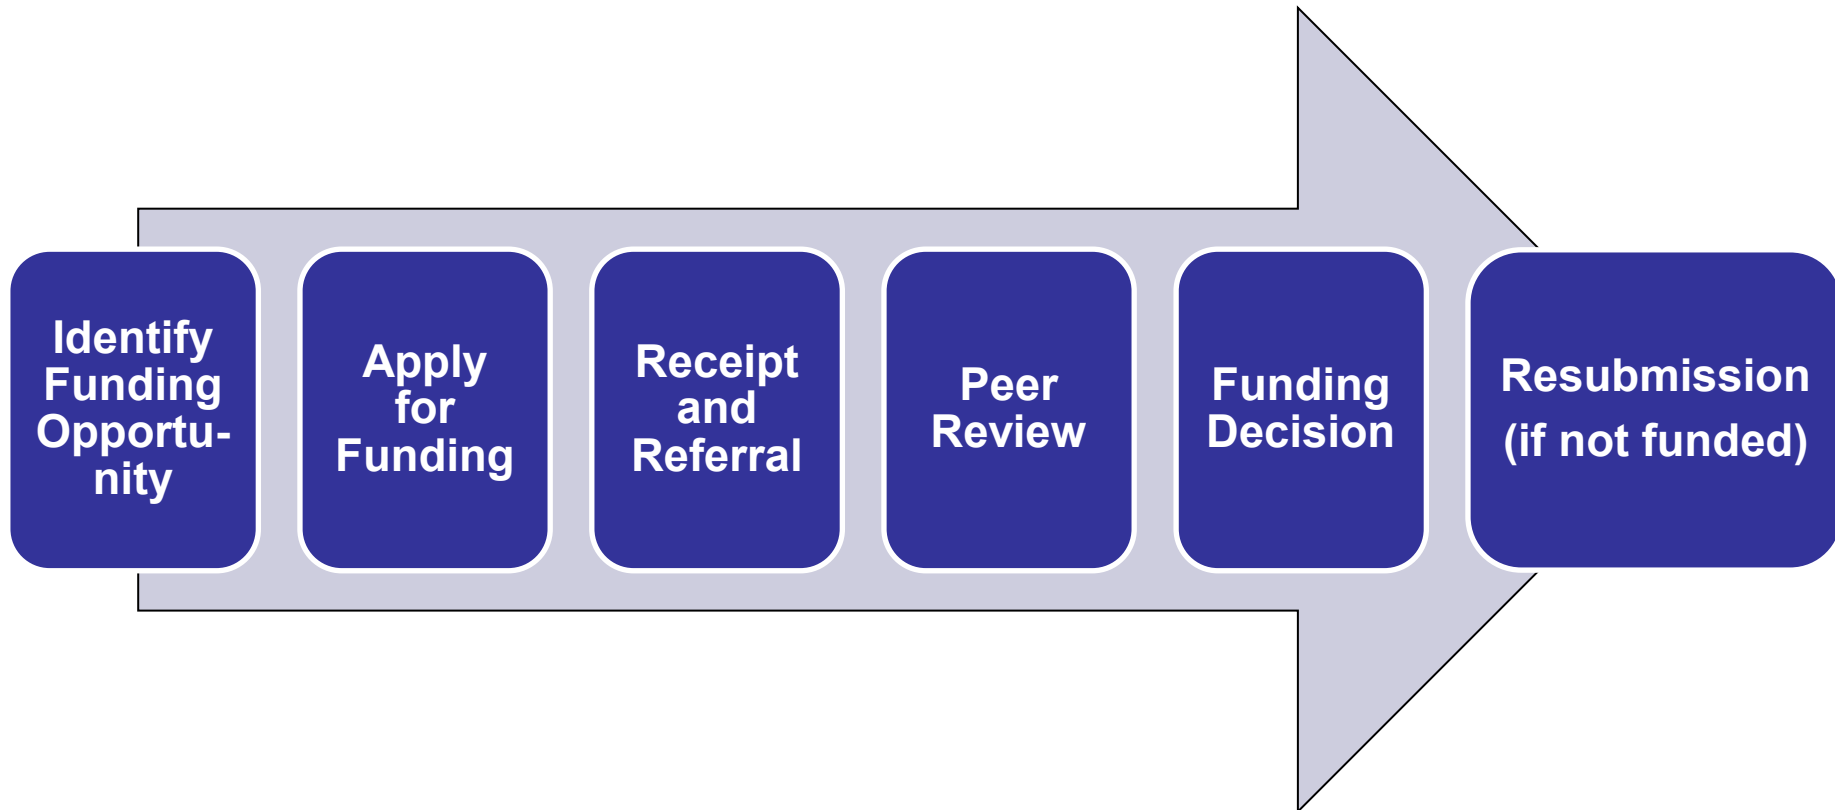 Identify
Funding
Opportu-
nity
Apply
for
Funding
Receipt
and
Referral
Peer
Review
Funding
Decision
Resubmission
(if not funded)